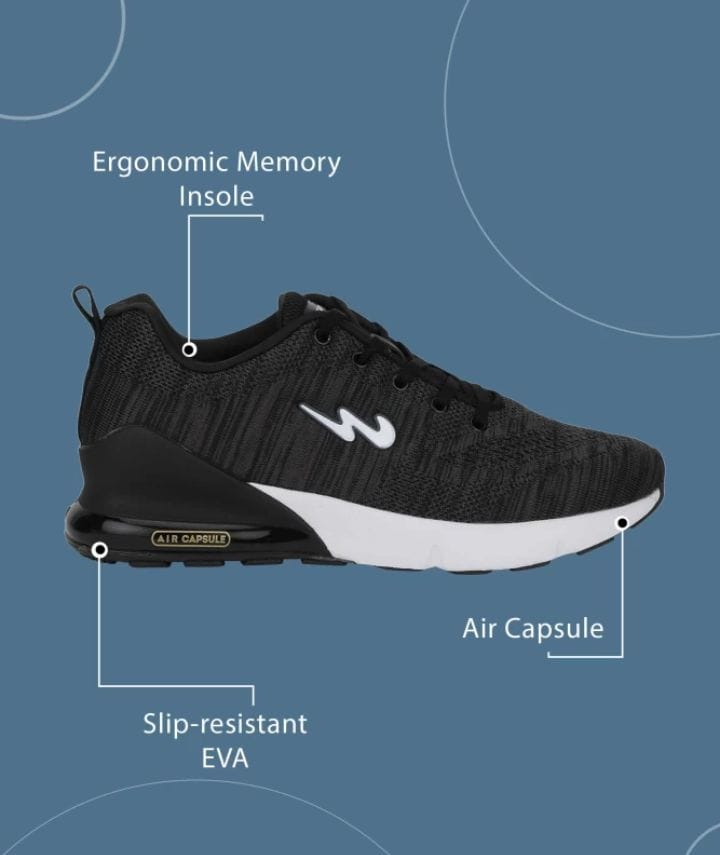 Ergonomic Memory
Insole
AIR CAPSULE
Air Capsule
Slip-resistant
EVA